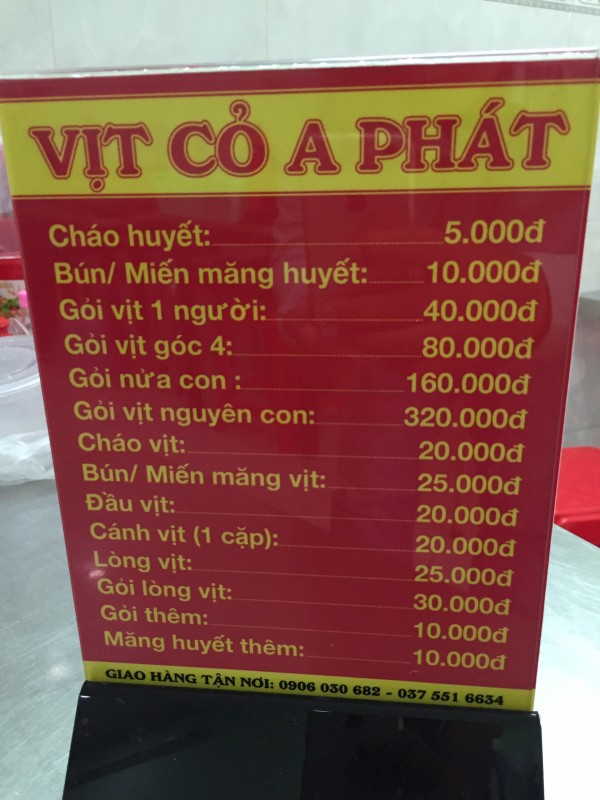 VỊT CỎ A PHÁT
Cháo huyết: 5.000đ
Bún/ Miến măng huyết: 10.000đ
Gỏi vịt 1 người: 40.000đ
Gỏi vịt góc 4: 80.000đ
Gỏi nửa con : 160.000đ
Gỏi vịt nguyên con: 320.000đ
Cháo vịt: 20.000đ
Bún/ Miến măng vịt: 25.000đ
Đầu vịt: 20.000đ
Cánh vịt (1 cặp): 20.000đ
Lòng vịt: 25.000đ
Gỏi lòng vịt: 30.000đ
Gỏi thêm: 10.000đ
Măng huyết thêm: 10.000đ
GIAO HÀNG TẬN NƠI: 0906 030 682 - 037 551 6634